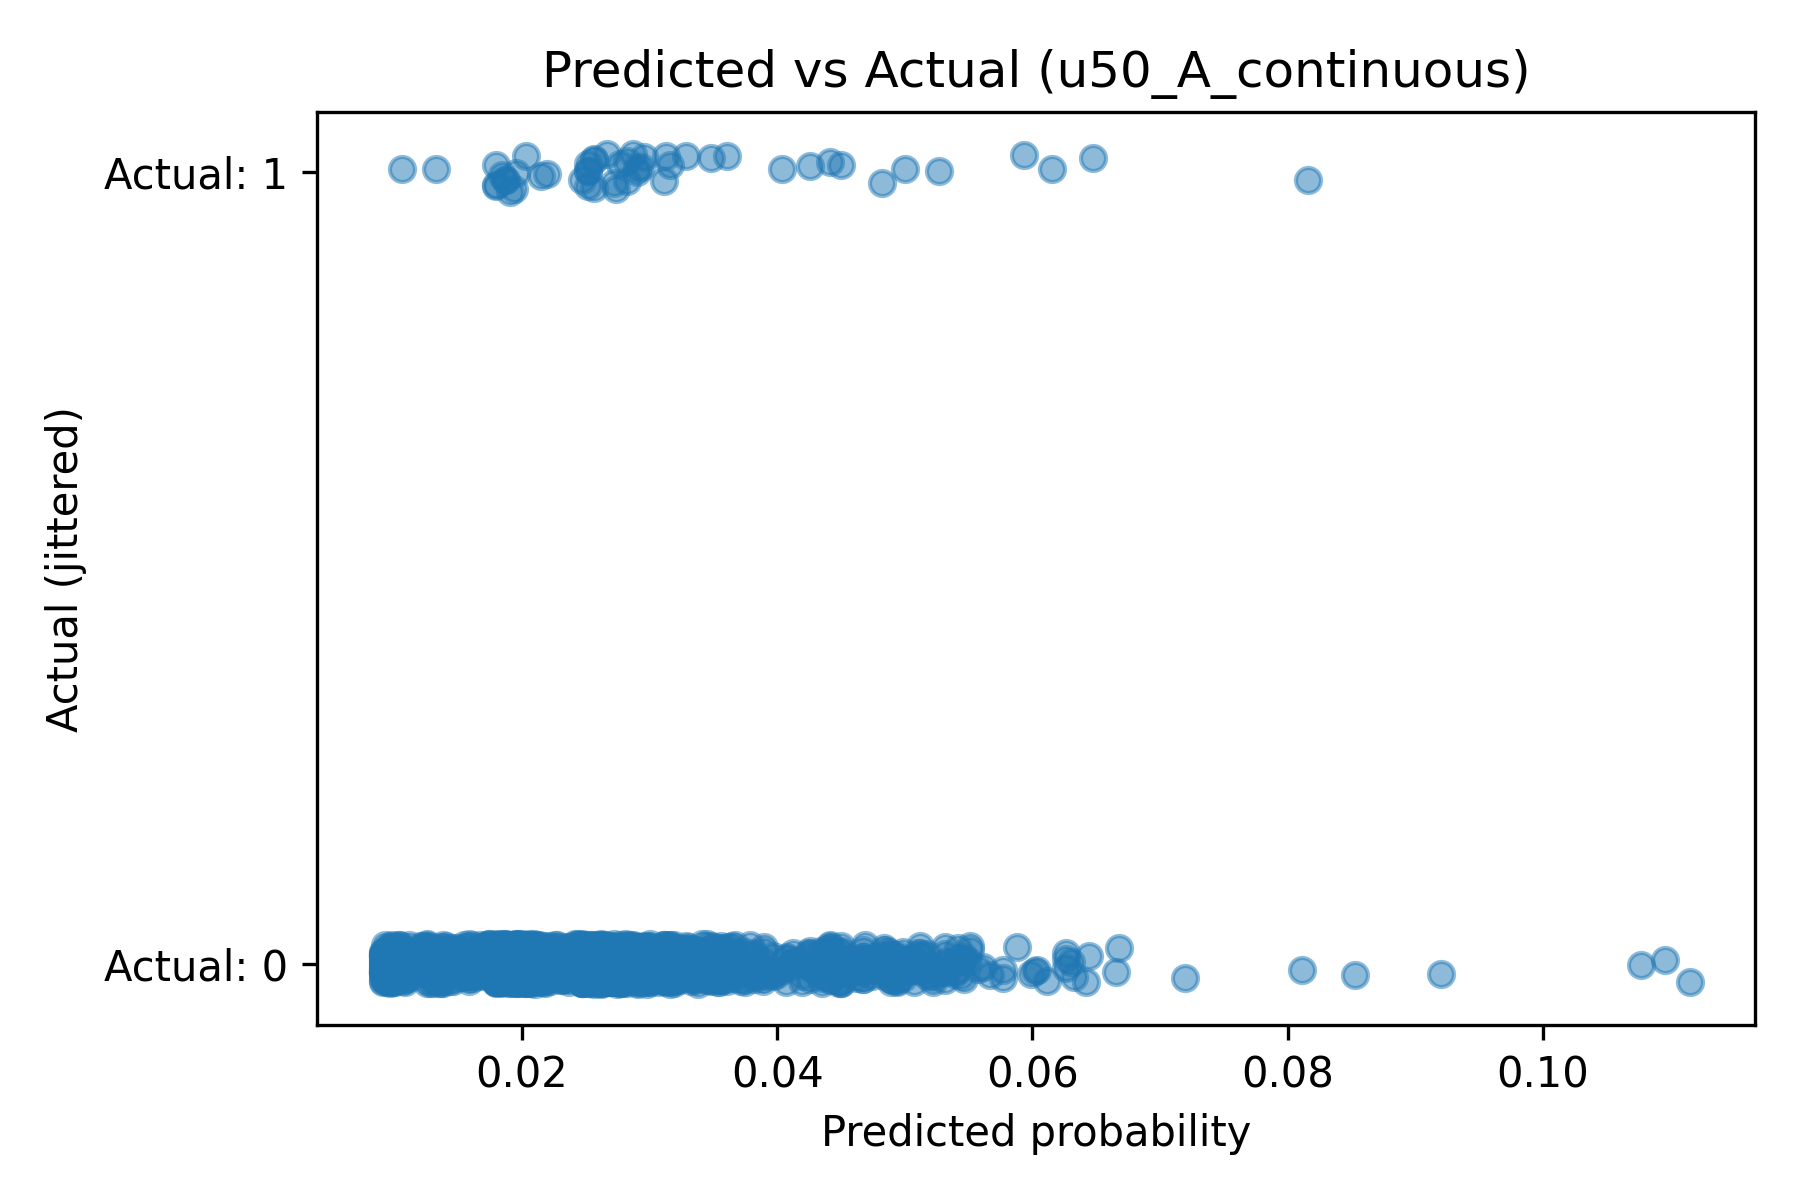 Predicted vs Actual (u50_A_continuous)
Actual: 1
Actual (jittered)
Actual: 0
0.02 0.04 0.06 0.08 0.10
Predicted probability